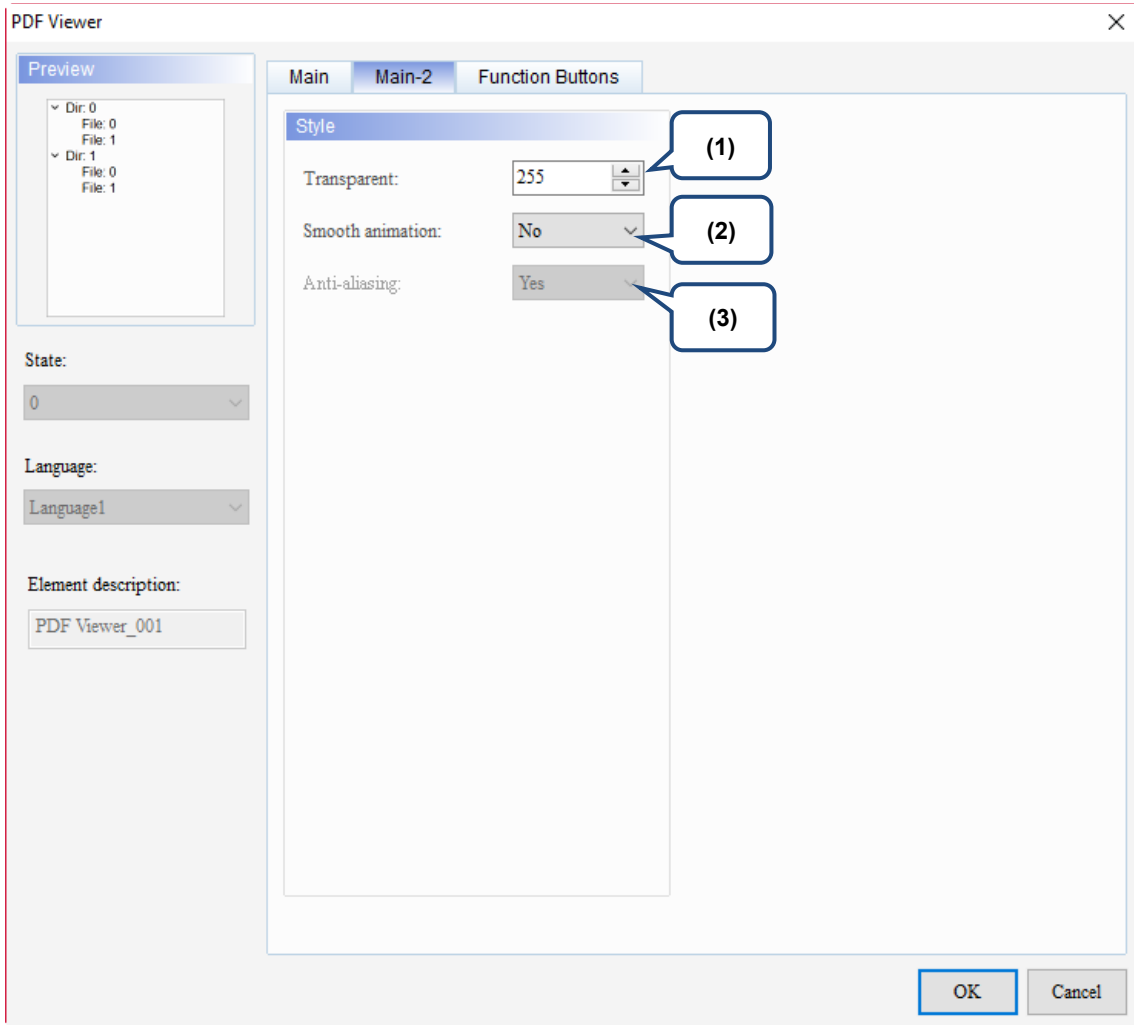 PDF Viewer
Preview
Dir: 0
File: 0
File: 1
Dir: 1
File: 0
File: 1
State:
0
Language:
Language1
Element description:
PDF Viewer_001
Main
Main-2
Function Buttons
Style
Transparent:
255
(1)
Smooth animation:
No
(2)
Anti-aliasing:
Yes
(3)
OK
Cancel